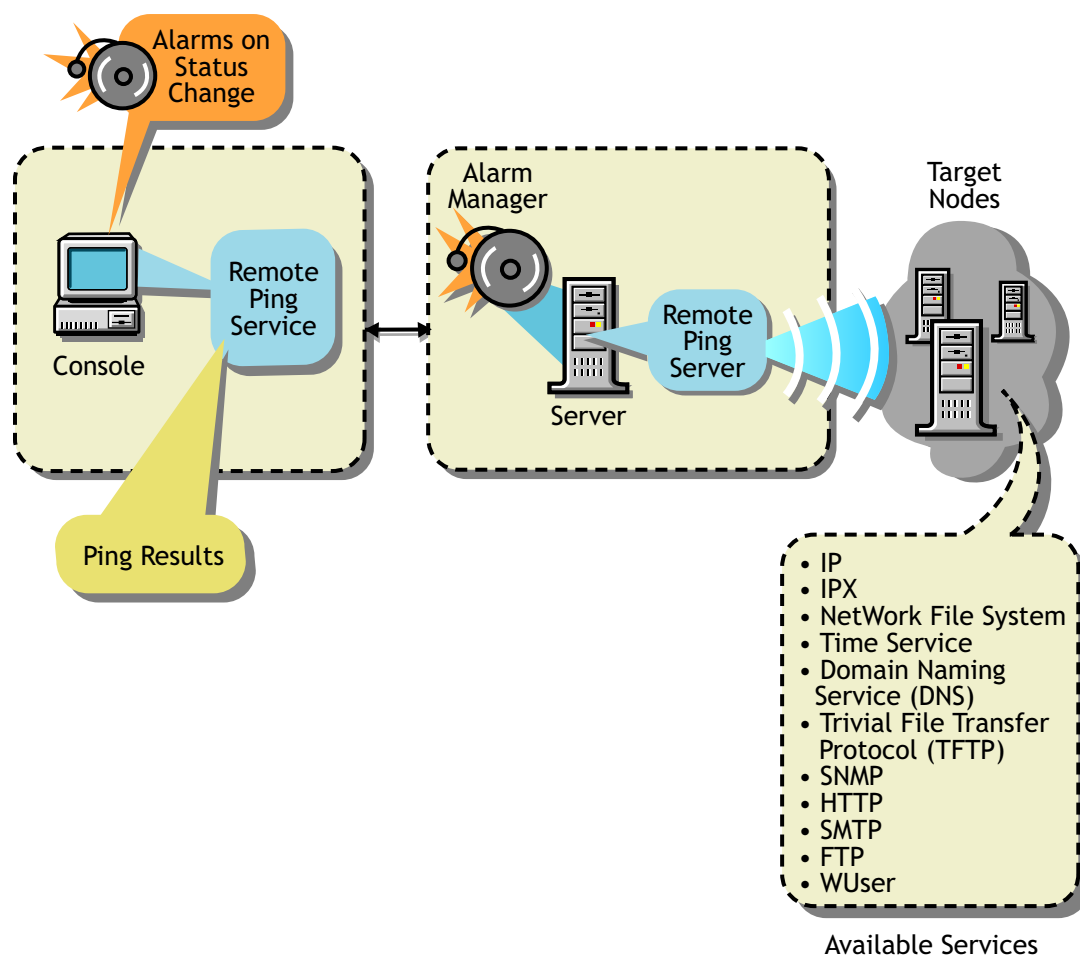 Alarms on
Status
Change
Alarm
Manager
Target
Nodes
Remote
Ping
Service
Console
Remote
Ping
Server
Server
Ping Results
• IP
• IPX
• NetWork File System
• Time Service
• Domain Naming
Service (DNS)
• Trivial File Transfer
Protocol (TFTP)
• SNMP
• HTTP
• SMTP
• FTP
• WUser
Available Services